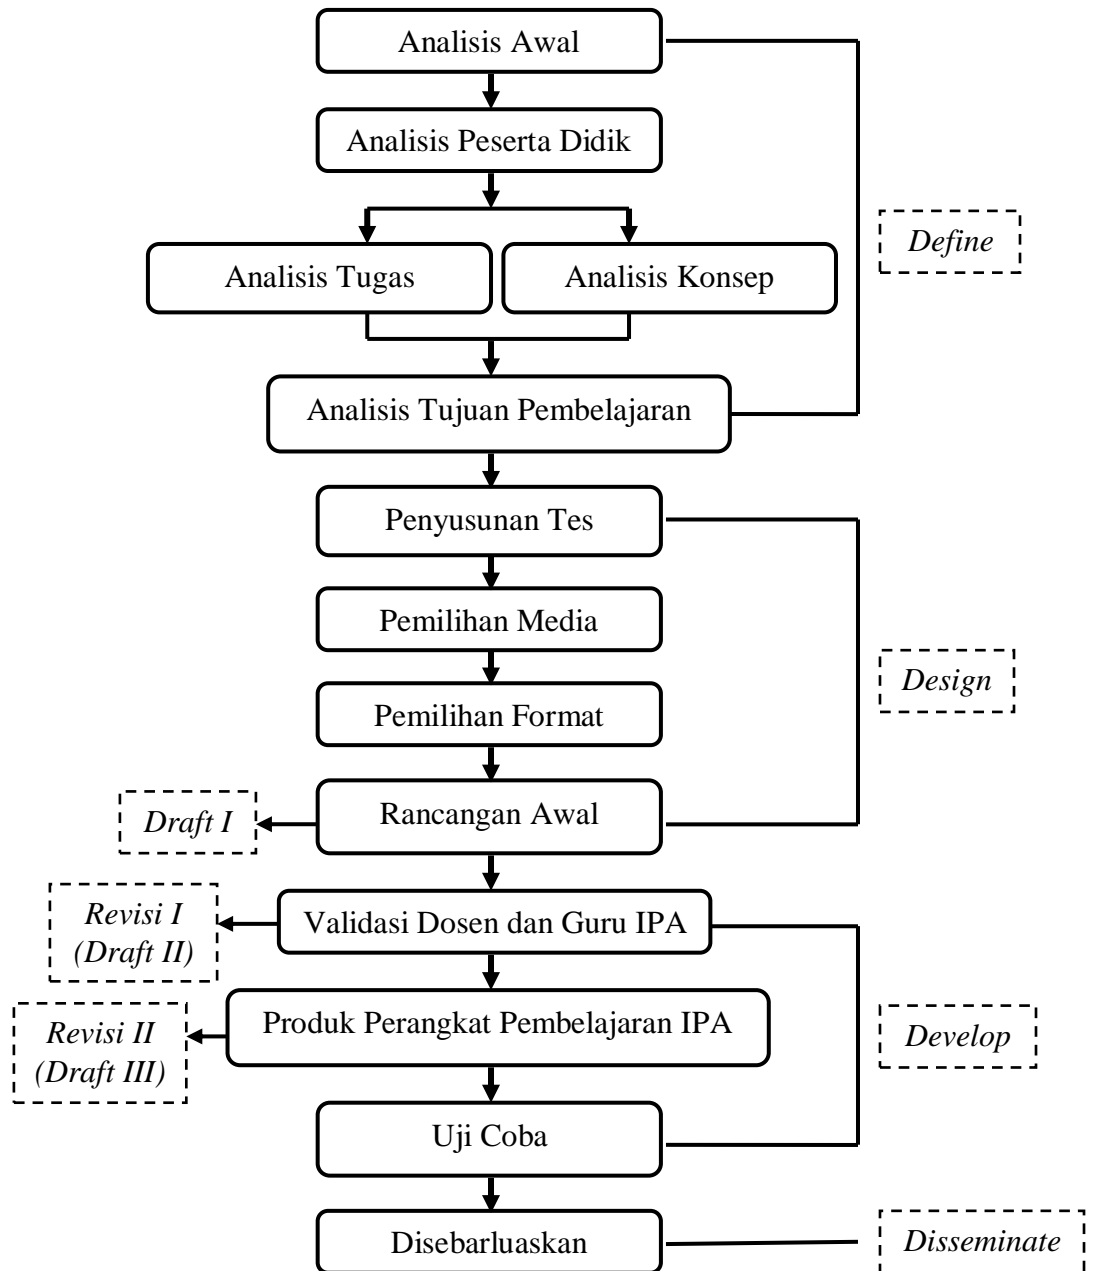 Analisis Awal
Analisis Peserta Didik
Define
Analisis Tugas
Analisis Konsep
Analisis Tujuan Pembelajaran
Penyusunan Tes
Pemilihan Media
Design
Pemilihan Format
Draft I
Rancangan Awal
Revisi I
(Draft II)
Validasi Dosen dan Guru IPA
Revisi II
(Draft III)
Produk Perangkat Pembelajaran IPA
Develop
Uji Coba
Disebarluaskan
Disseminate